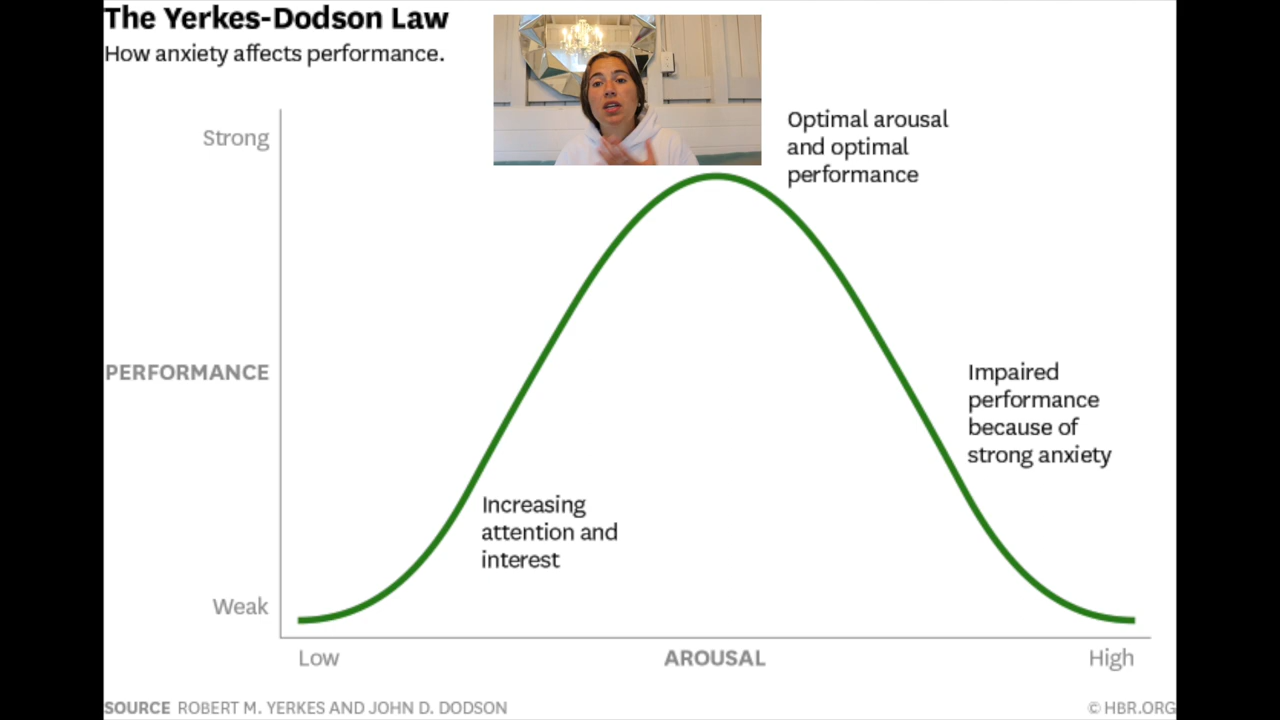 The Yerkes-Dodson Law
How anxiety affects performance.
Optimal arousal
and optimal
performance
Strong
PERFORMANCE
Impaired
performance
because of
strong anxiety
Increasing
attention and
interest
Weak
Low
AROUSAL
High
SOURCE ROBERT M. YERKES AND JOHN D. DODSON
© HBR.ORG